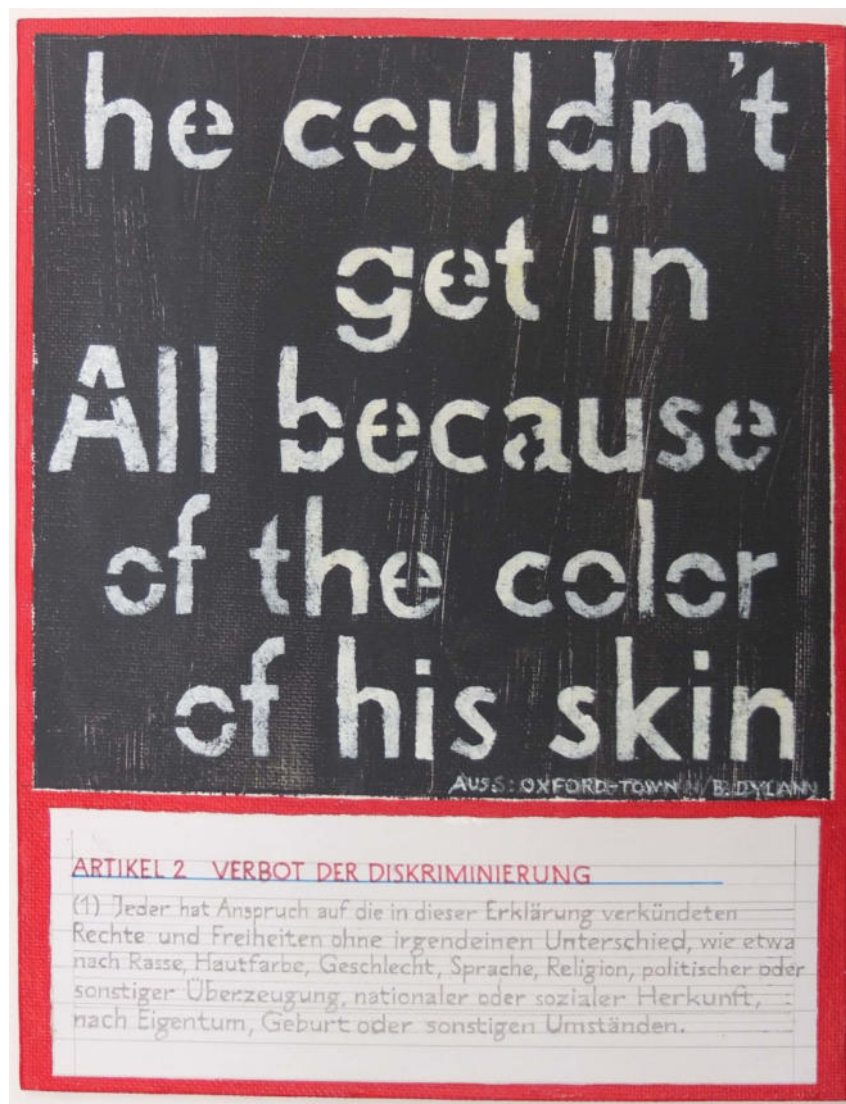 he couldn't
get in
All because
of the color
of his skin
AUS: OXFORD-TOWN / B. DYLAN
ARTIKEL 2 VERBOT DER DISKRIMINIERUNG
(1) Jeder hat Anspruch auf die in dieser Erklärung verkündeten
Rechte und Freiheiten ohne irgendeinen Unterschied, wie etwa
nach Rasse, Hautfarbe, Geschlecht, Sprache, Religion, politischer oder
sonstiger Überzeugung, nationaler oder sozialer Herkunft,
nach Eigentum, Geburt oder sonstigen Umständen.